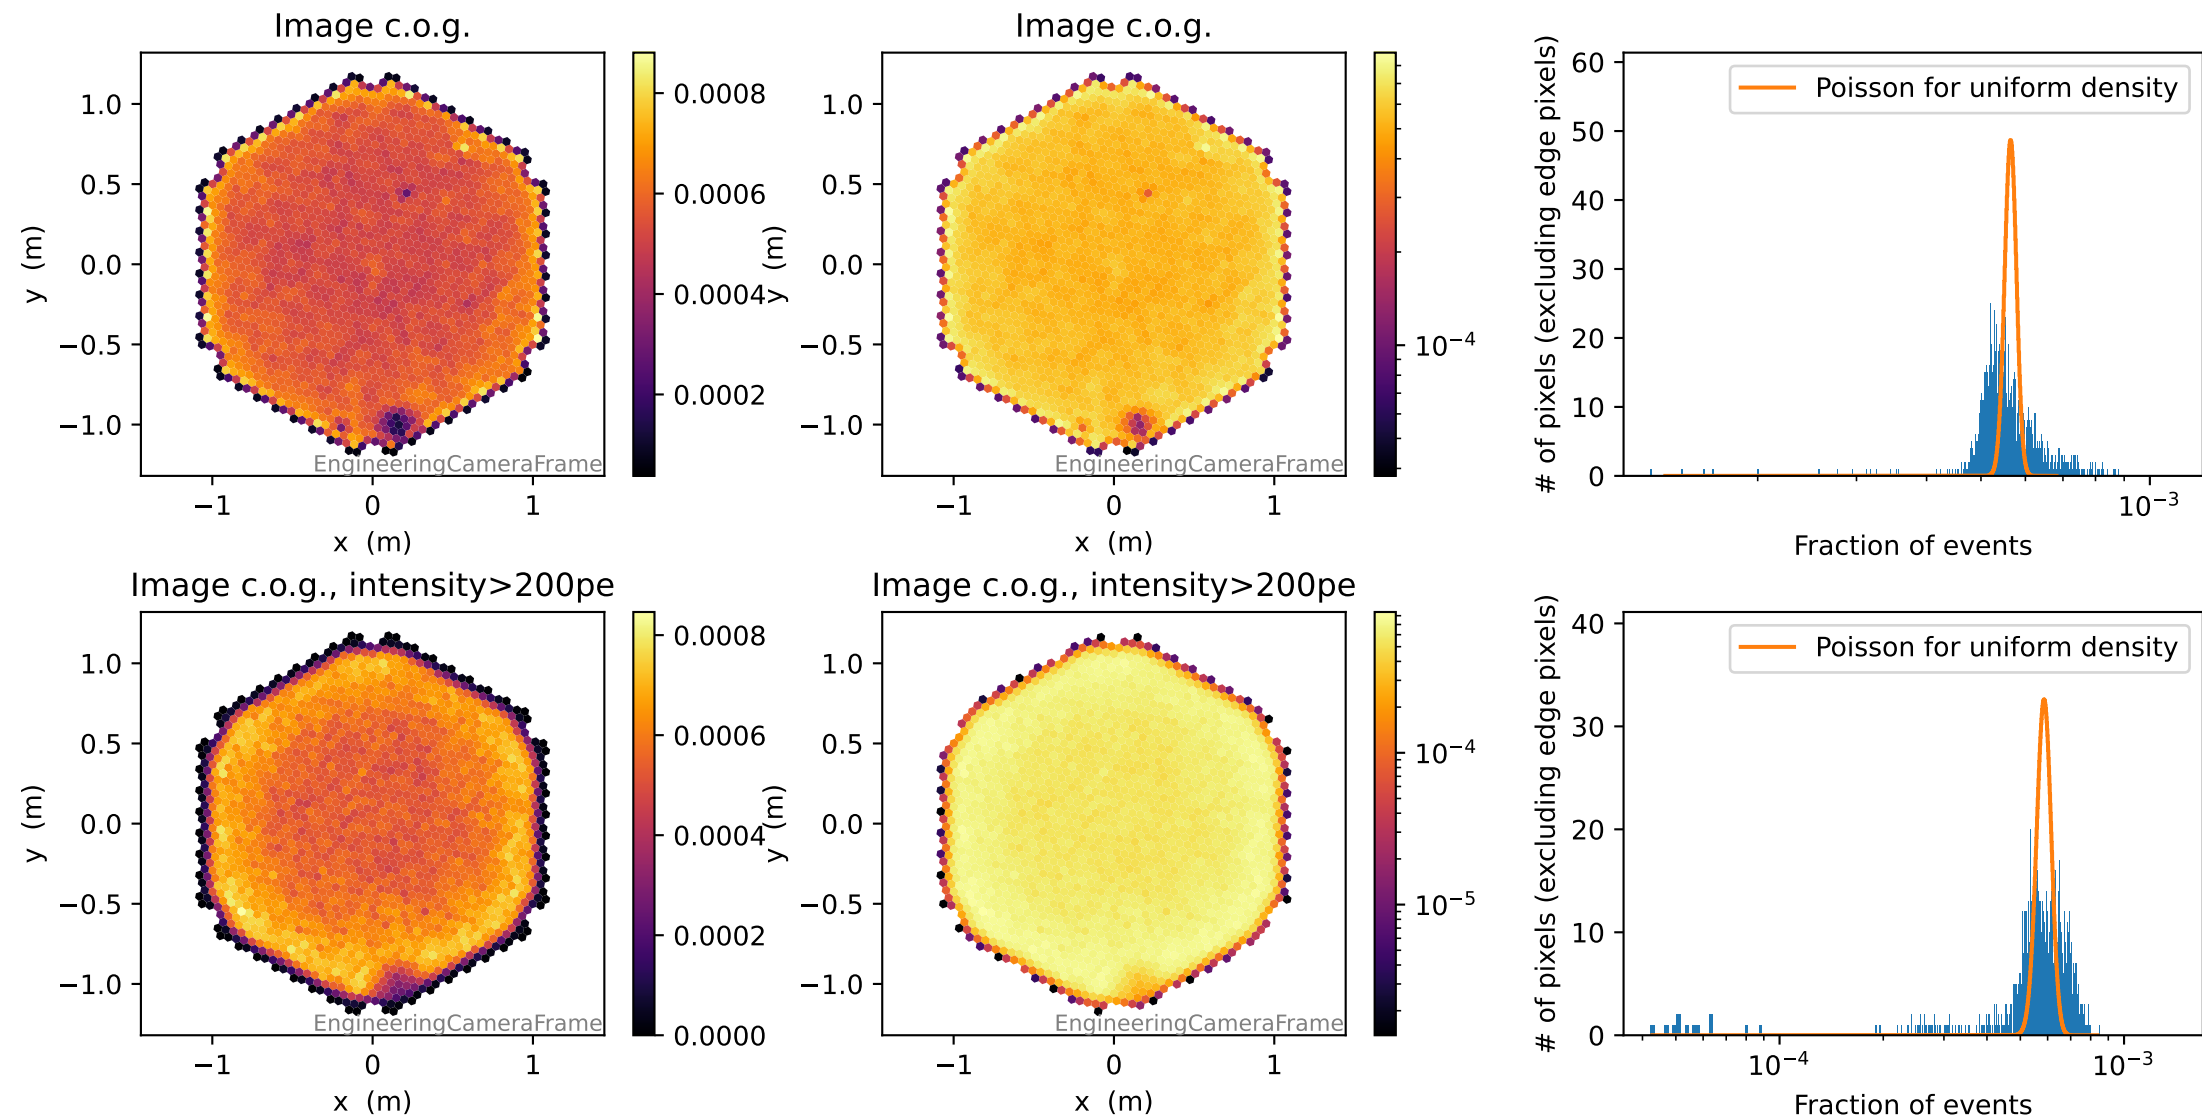 Image c.o.g.
1.0
0.5
0.0
−0.5
−1.0
y (m)
−1
0
1
x (m)
EngineeringCameraFrame
0.0008
0.0006
0.0004
0.0002
Image c.o.g.
1.0
0.5
0.0
−0.5
−1.0
y (m)
−1
0
1
x (m)
EngineeringCameraFrame
10−4
60
50
40
30
20
10
0
# of pixels (excluding edge pixels)
Poisson for uniform density
10−3
Fraction of events
Image c.o.g., intensity>200pe
1.0
0.5
0.0
−0.5
−1.0
y (m)
−1
0
1
x (m)
EngineeringCameraFrame
0.0008
0.0006
0.0004
0.0002
0.0000
Image c.o.g., intensity>200pe
1.0
0.5
0.0
−0.5
−1.0
y (m)
−1
0
1
x (m)
EngineeringCameraFrame
10−4
10−5
40
30
20
10
0
# of pixels (excluding edge pixels)
Poisson for uniform density
10−4
10−3
Fraction of events